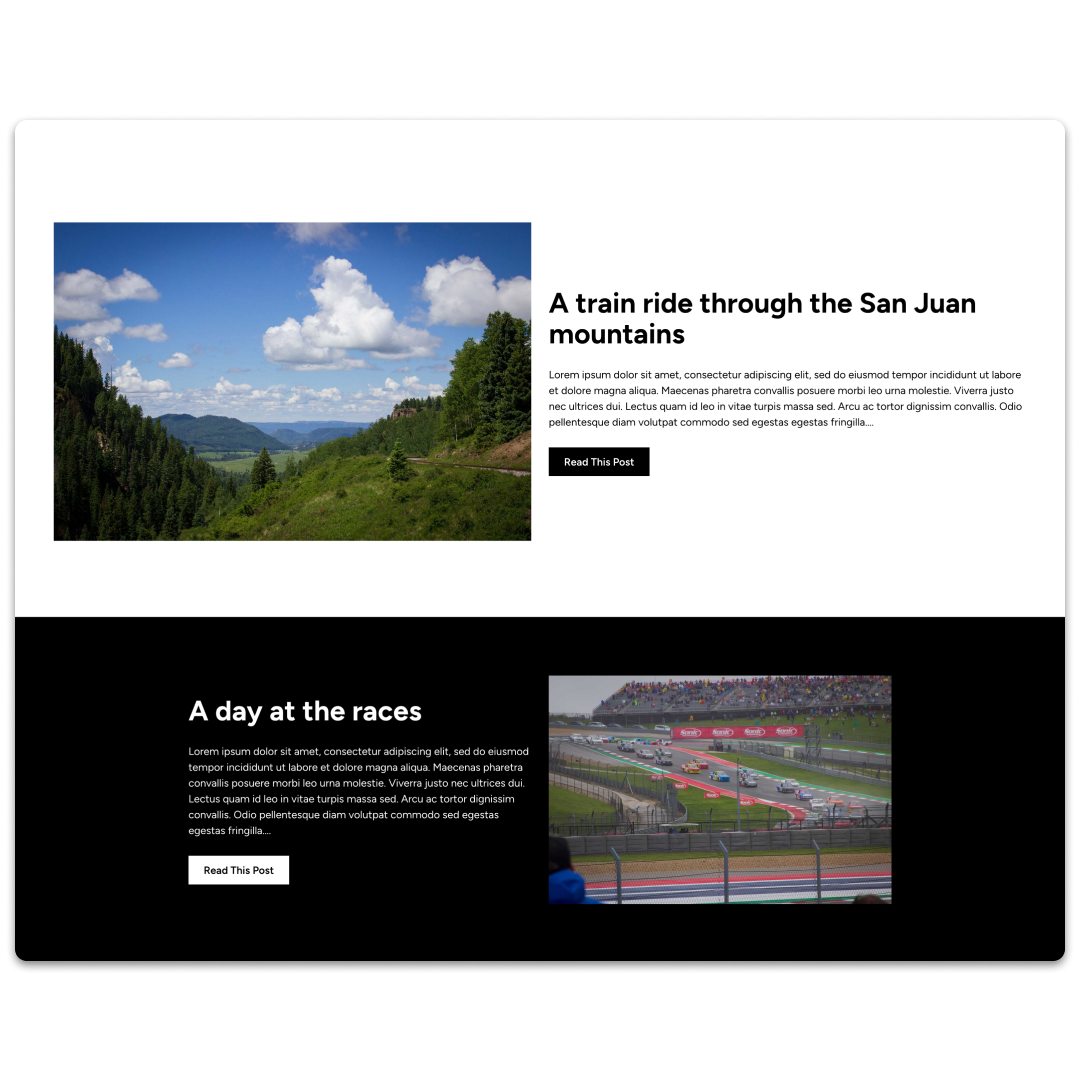 A train ride through the San Juan
mountains
Lorem ipsum dolor sit amet, consectetur adipiscing elit, sed do eiusmod tempor incididunt ut labore
et dolore magna aliqua. Maecenas pharetra convallis posuere morbi leo urna molestie. Viverra justo
nec ultrices dui. Lectus quam id leo in vitae turpis massa sed. Arcu ac tortor dignissim convallis. Odio
pellentesque diam volutpat commodo sed egestas egestas fringilla....
Read This Post
A day at the races
Lorem ipsum dolor sit amet, consectetur adipiscing elit, sed do eiusmod
tempor incididunt ut labore et dolore magna aliqua. Maecenas pharetra
convallis posuere morbi leo urna molestie. Viverra justo nec ultrices dui.
Lectus quam id leo in vitae turpis massa sed. Arcu ac tortor dignissim
convallis. Odio pellentesque diam volutpat commodo sed egestas
egestas fringilla....
Read This Post